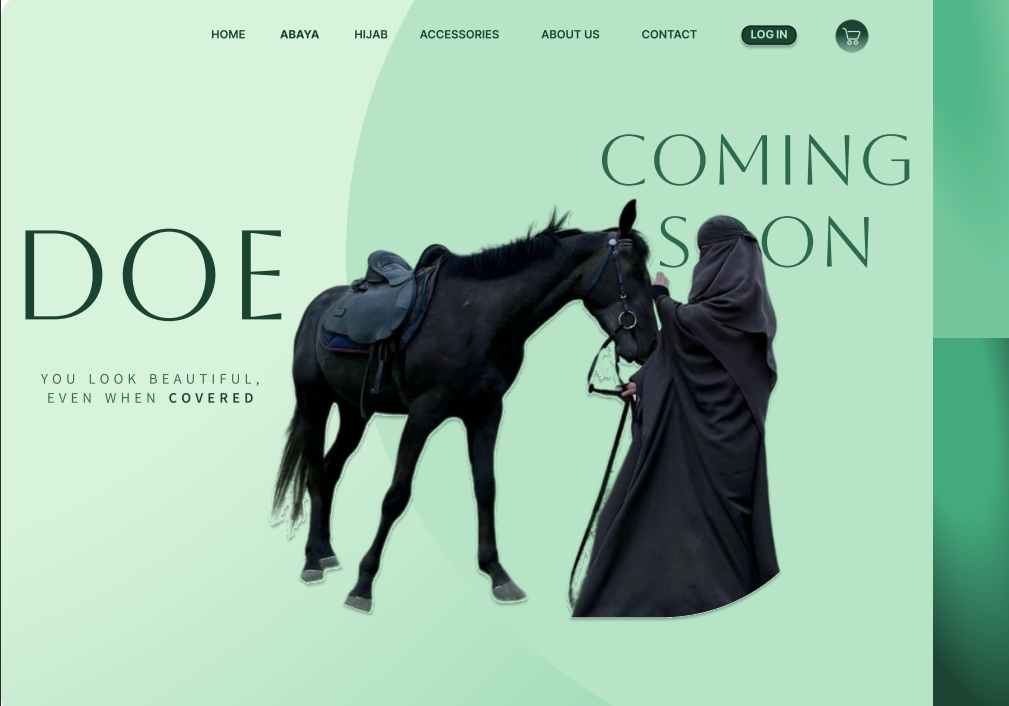 HOME ABAYA HIJAB ACCESSORIES ABOUT US CONTACT LOG IN
COMING
SOON
DOE
YOU LOOK BEAUTIFUL,
EVEN WHEN COVERED